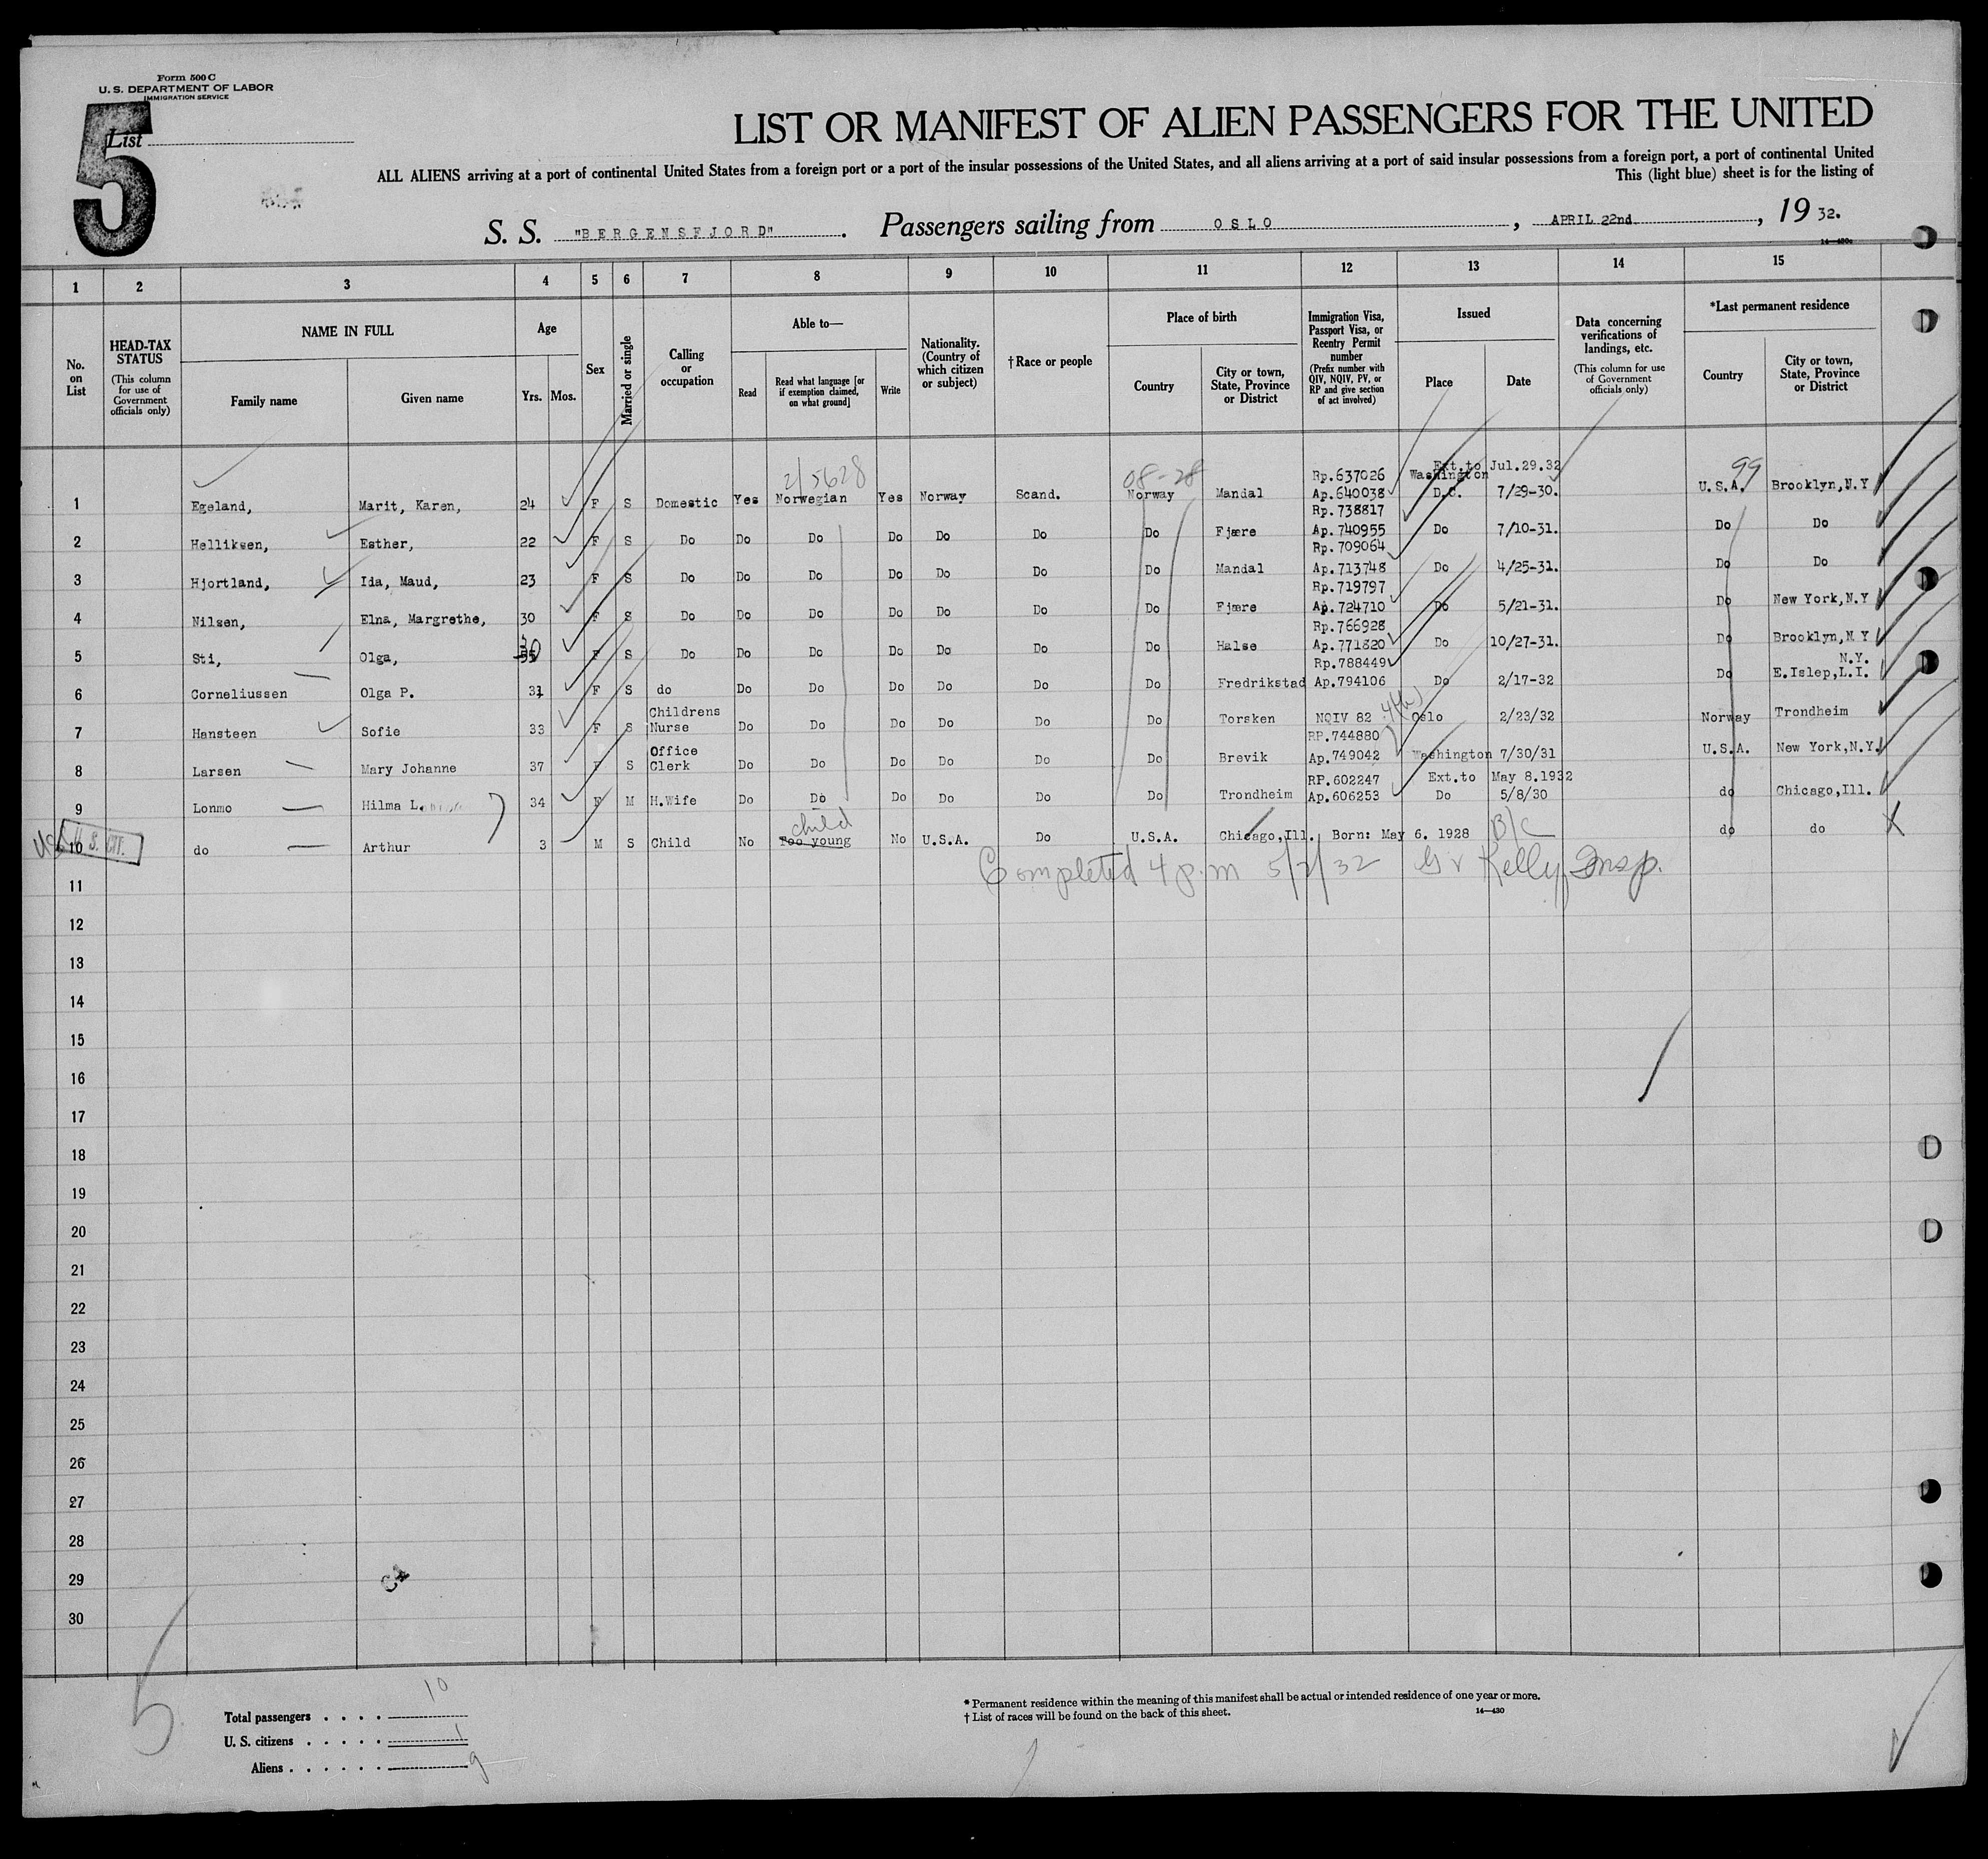 Form 500 C
U. S. DEPARTMENT OF LABOR
IMMIGRATION SERVICE
5
List
LIST OR MANIFEST OF ALIEN PASSENGERS FOR THE UNITED
ALL ALIENS arriving at a port of continental United States from a foreign port or a port of the insular possessions of the United States, and all aliens arriving at a port of said insular possessions from a foreign port, a port of continental United
This (light blue) sheet is for the listing of
S. S. "BERGENSFJORD". Passengers sailing from OSLO, APRIL 22nd, 19 32.
14—430c
1 2 3 4 5 6 7 8 9 10 11 12 13 14 15
No. on List
HEAD-TAX STATUS (This column for use of Government officials only)
NAME IN FULL
Family name Given name
Age Yrs. Mos.
Sex
Married or single
Calling or occupation
Able to—
Read Read what language [or if exemption claimed, on what ground] Write
Nationality. (Country of which citizen or subject)
†Race or people
Place of birth
Country City or town, State, Province or District
Immigration Visa, Passport Visa, or Reentry Permit number (Prefix number with QIV, NQIV, PV, or RP and give section of act involved)
Issued
Place Date
Data concerning verifications of landings, etc. (This column for use of Government officials only)
*Last permanent residence
Country City or town, State, Province or District
2/5628 08-28 99
Rp.637026 Washington Ext.to Jul.29.32
1 Egeland, Marit, Karen, 24 F S Domestic Yes Norwegian Yes Norway Scand. Norway Mandal Ap.640038 D.C. 7/29-30. U.S.A. Brooklyn,N.Y
Rp.738817
2 Helliksen, Esther, 22 F S Do Do Do Do Do Do Do Fjære Ap.740955 Do 7/10-31. Do Do
Rp.709064
3 Hjortland, Ida, Maud, 23 F S Do Do Do Do Do Do Do Mandal Ap.713748 Do 4/25-31. Do Do
Rp.719797
4 Nilsen, Elna, Margrethe, 30 F S Do Do Do Do Do Do Do Fjære Ap.724710 Do 5/21-31. Do New York,N.Y
Rp.766928
5 Sti, Olga, 30 F S Do Do Do Do Do Do Do Halse Ap.771820 Do 10/27-31. Do Brooklyn,N.Y
Rp.788449 N.Y.
6 Corneliussen Olga P. 31 F S do Do Do Do Do Do Do Fredrikstad Ap.794106 Do 2/17-32 Do E.Islep,L.I.
Childrens
7 Hansteen Sofie 33 F S Nurse Do Do Do Do Do Do Torsken NQIV 82 Oslo 2/23/32 Norway Trondheim
Office RP.744880
8 Larsen Mary Johanne 37 F S Clerk Do Do Do Do Do Do Brevik Ap.749042 Washington 7/30/31 U.S.A. New York,N.Y.
RP.602247 Ext.to May 8.1932
9 Lonmo Hilma L. 34 F M H.Wife Do Do Do Do Do Do Trondheim Ap.606253 Do 5/8/30 do Chicago,Ill.
child
U.S. CIT.
10 do Arthur 3 M S Child No Too young No U.S.A. Do U.S.A. Chicago,Ill. Born: May 6. 1928 B/C do do
Completed 4 p.m 5/2/32 G V Kelly, Insp.
11
12
13
14
15
16
17
18
19
20
21
22
23
24
25
26
27
28
29
30
5
Total passengers . . . . 10
U. S. citizens . . . . . 1
Aliens . . . . . . 9
* Permanent residence within the meaning of this manifest shall be actual or intended residence of one year or more.
† List of races will be found on the back of this sheet.
14—430